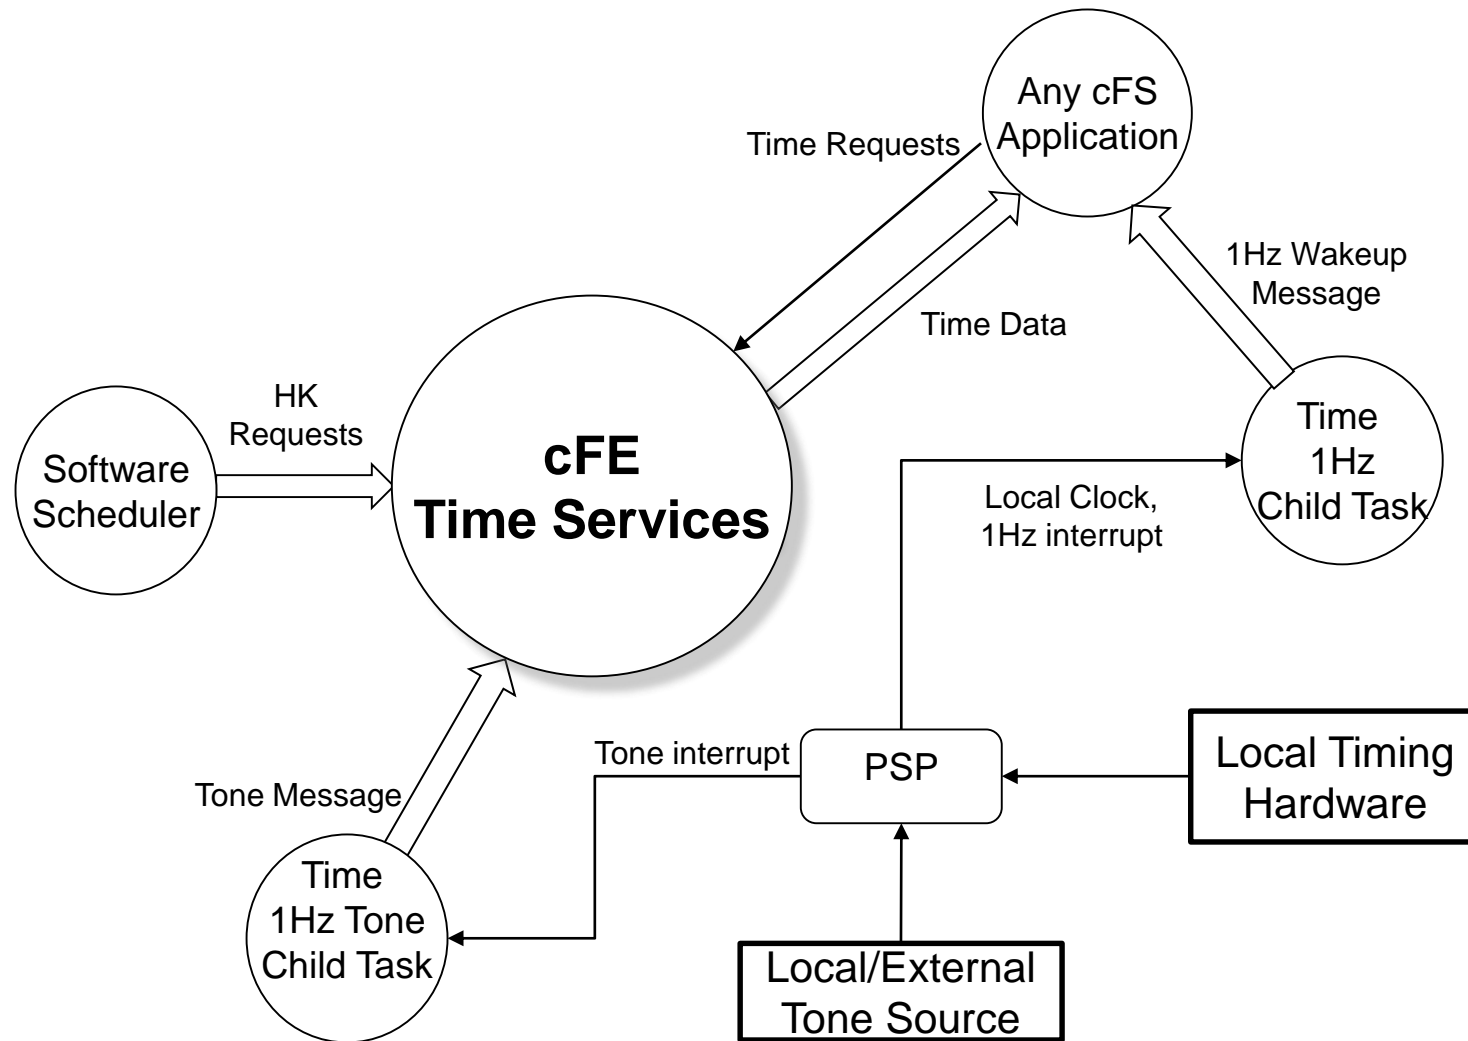 Any cFS
Application
Time Requests
1Hz Wakeup
Message
Time Data
HK
Requests
Software
Scheduler
cFE
Time Services
Time
1Hz
Child Task
Local Clock,
1Hz interrupt
Tone interrupt
PSP
Local Timing
Hardware
Tone Message
Time
1Hz Tone
Child Task
Local/External
Tone Source